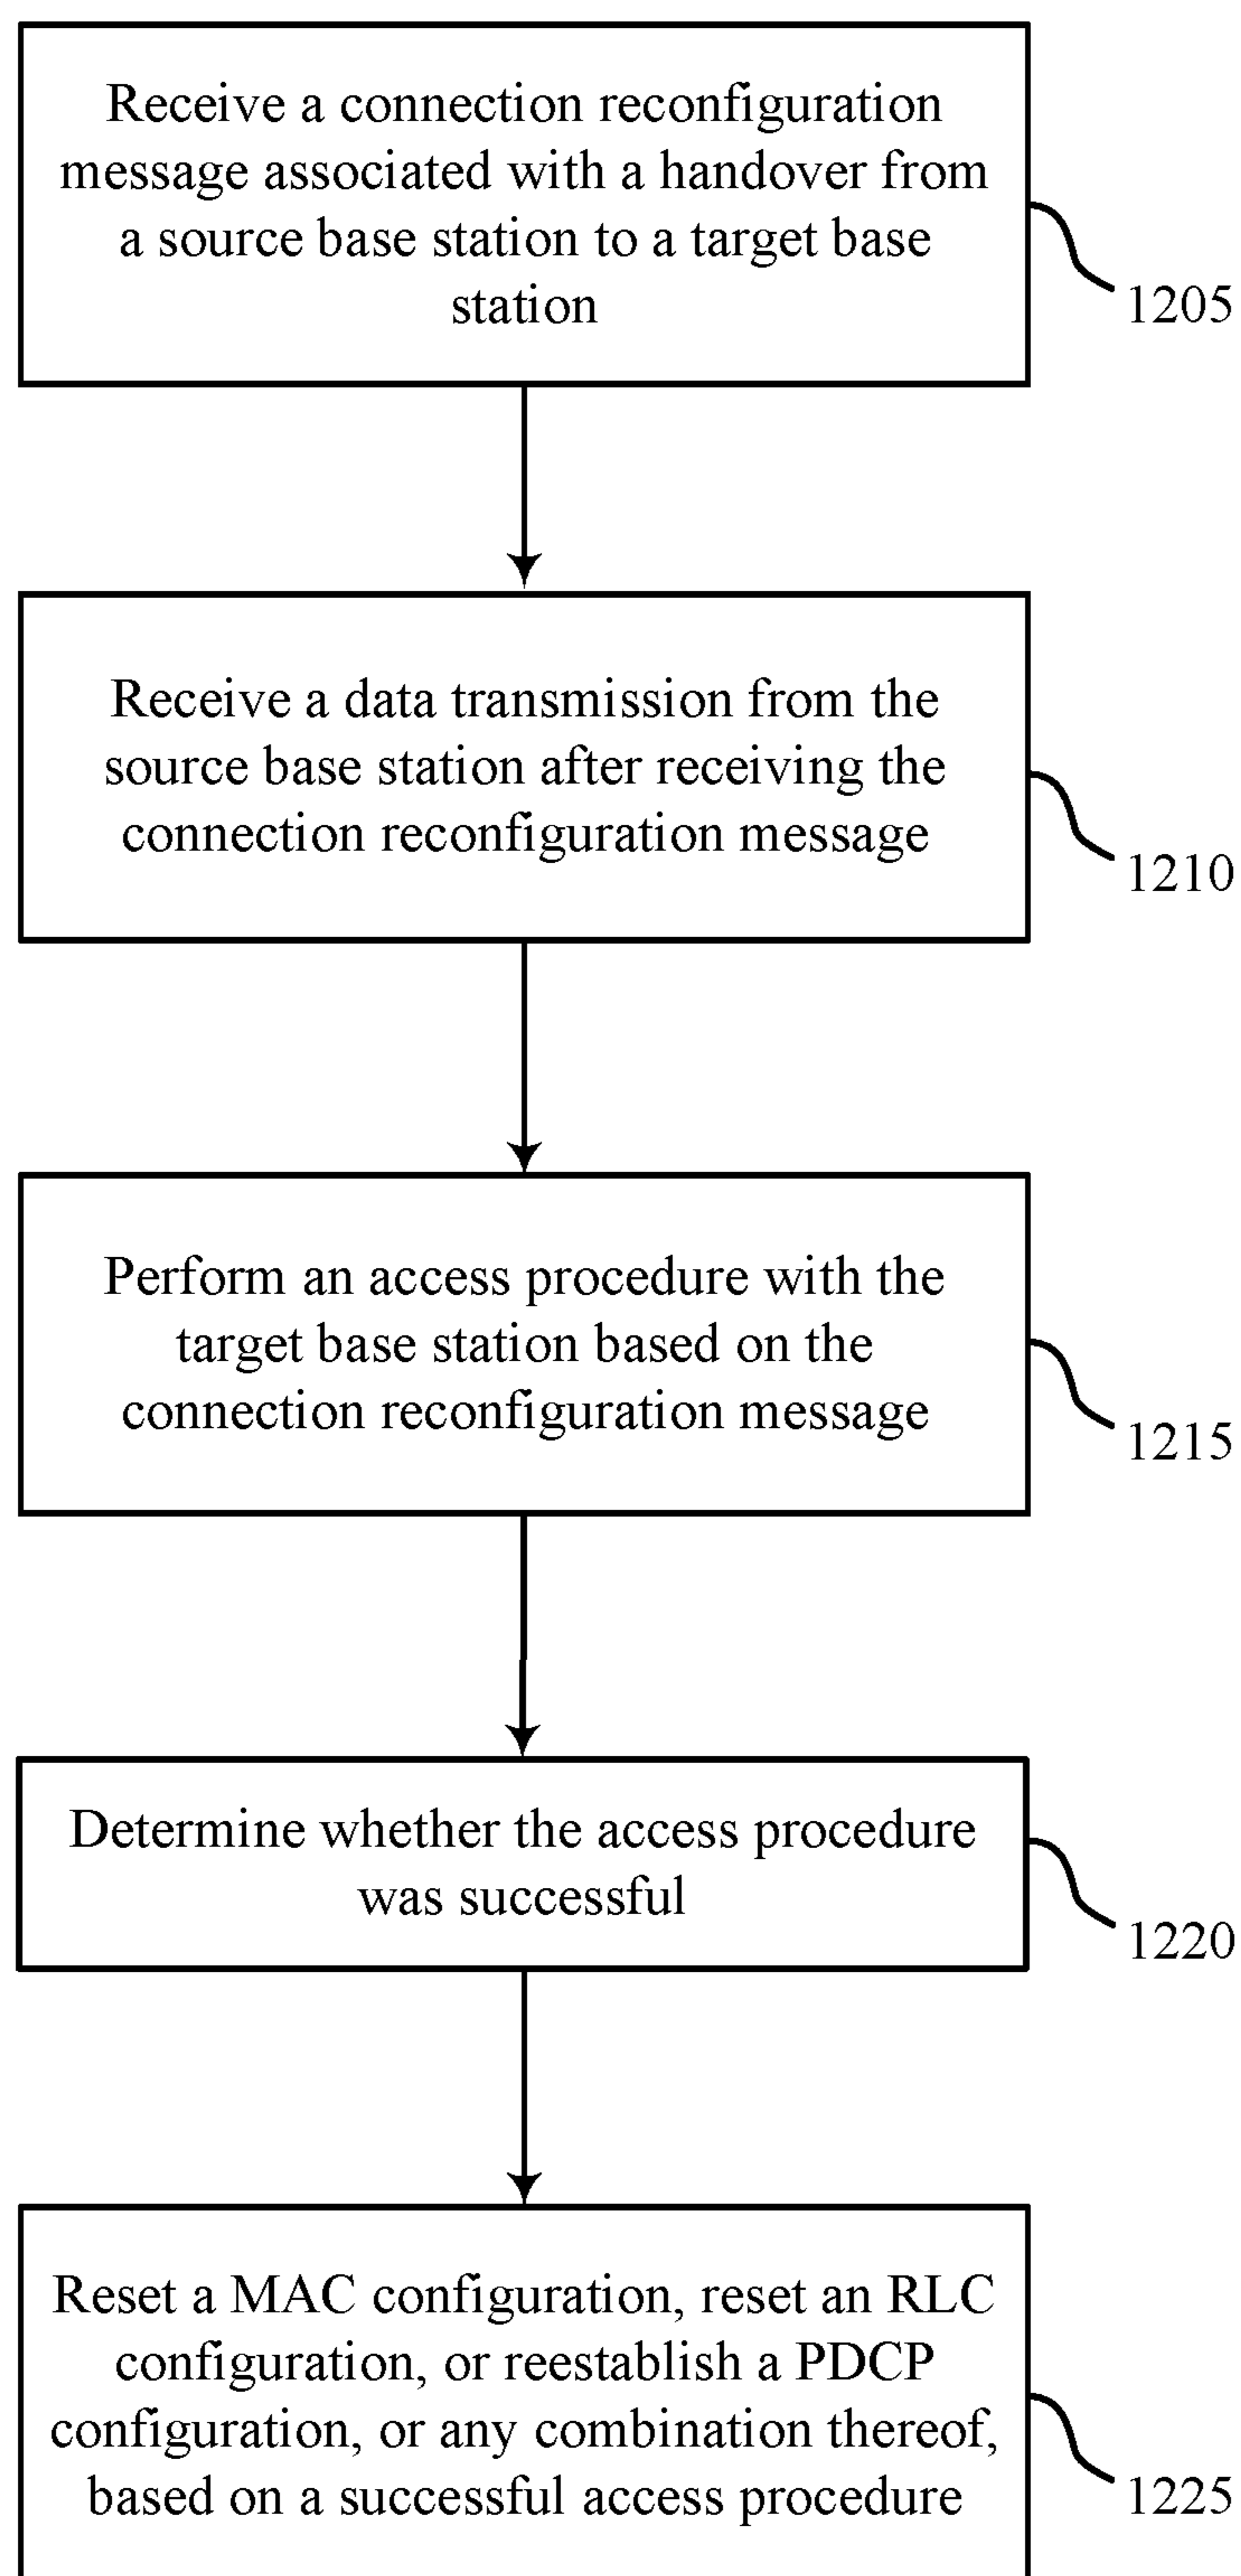 Receive a connection reconfiguration
message associated with a handover from
a source base station to a target base
station
1205
Receive a data transmission from the
source base station after receiving the
connection reconfiguration message
1210
Perform an access procedure with the
target base station based on the
connection reconfiguration message
1215
Determine whether the access procedure
was successful
1220
Reset a MAC configuration, reset an RLC
configuration, or reestablish a PDCP
configuration, or any combination thereof,
based on a successful access procedure
1225